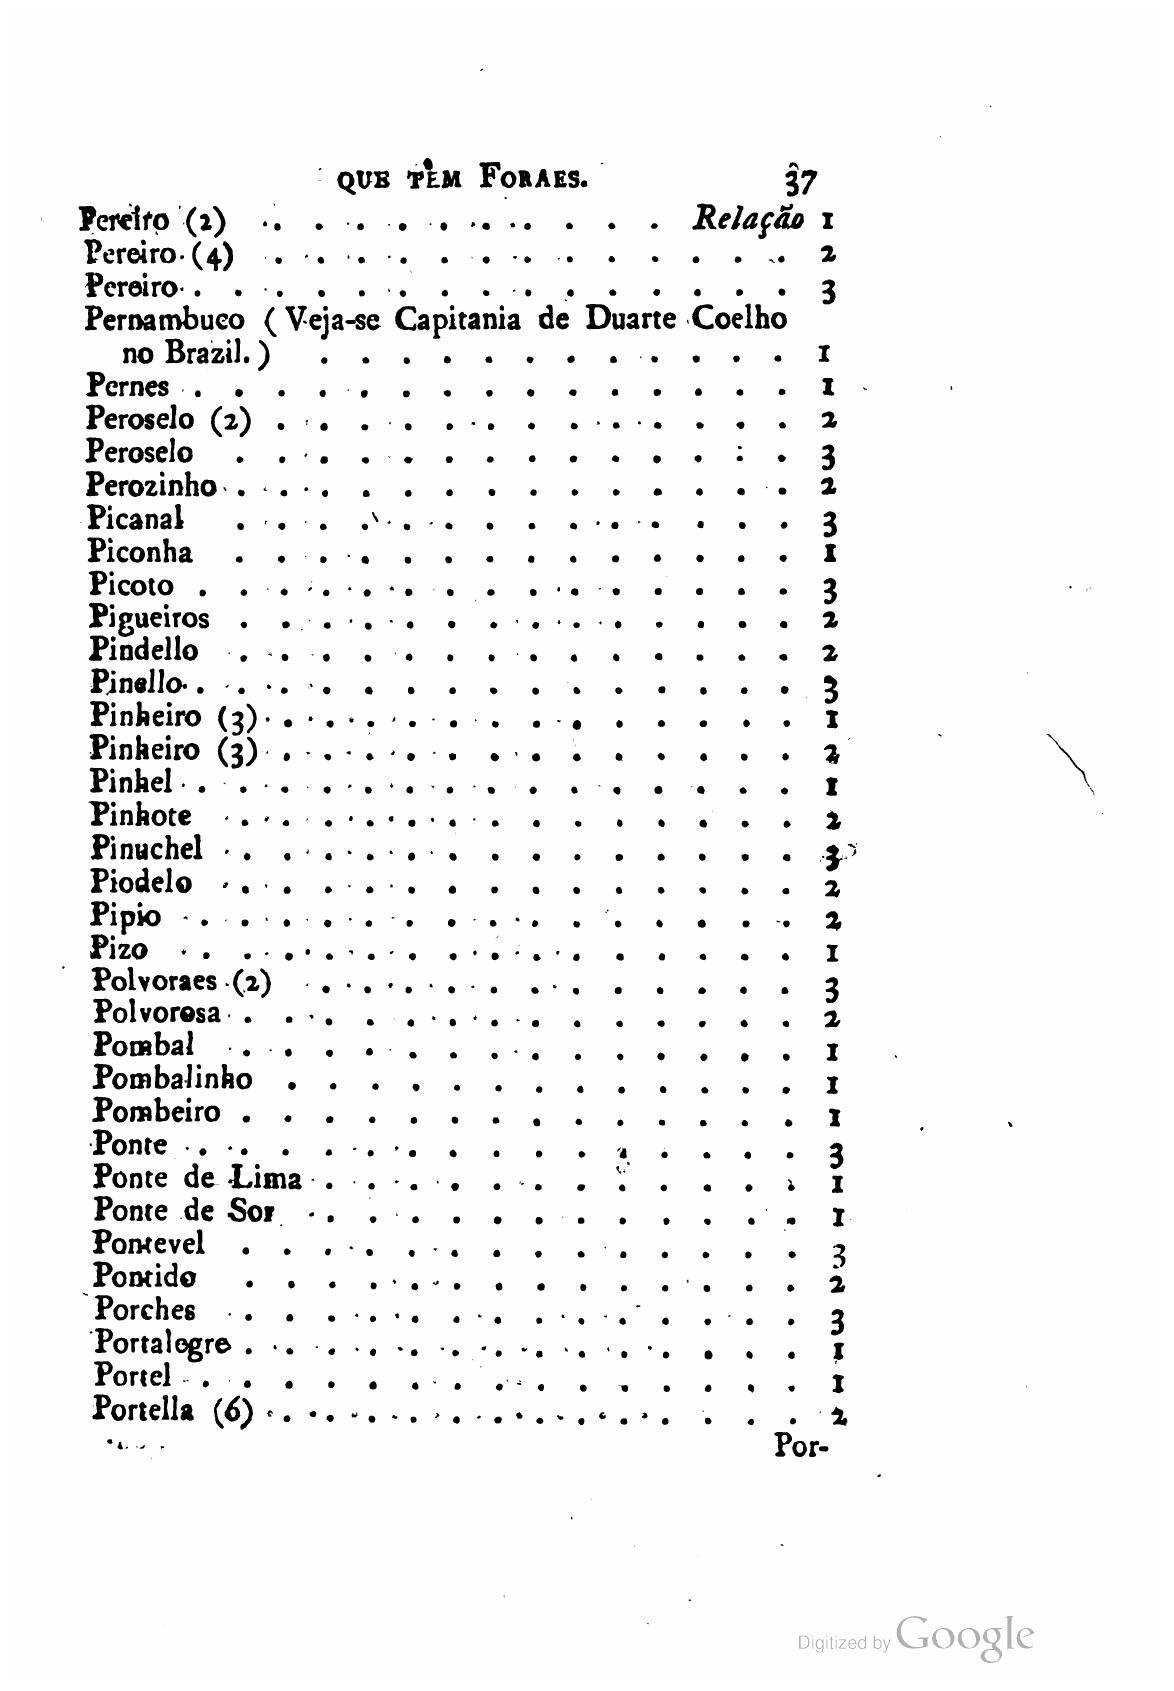 QUE TÊM FORAES. 37
Pereiro (2) . . . . . . . . . . . Relação 1
Pereiro (4) . . . . . . . . . . . . . 2
Pereiro . . . . . . . . . . . . . . . 3
Pernambuco (Veja-se Capitania de Duarte Coelho
no Brazil.) . . . . . . . . . . . . 1
Pernes . . . . . . . . . . . . . . . 1
Peroselo (2) . . . . . . . . . . . . . 2
Peroselo . . . . . . . . . . . . . . 3
Perozinho . . . . . . . . . . . . . . 2
Picanal . . . . . . . . . . . . . . 3
Piconha . . . . . . . . . . . . . . 1
Picoto . . . . . . . . . . . . . . . 3
Pigueiros . . . . . . . . . . . . . . 2
Pindello . . . . . . . . . . . . . . 2
Pinello . . . . . . . . . . . . . . . 3
Pinheiro (3) . . . . . . . . . . . . . 1
Pinheiro (3) . . . . . . . . . . . . . 2
Pinhel . . . . . . . . . . . . . . . 1
Pinhote . . . . . . . . . . . . . . 2
Pinuchel . . . . . . . . . . . . . . 3
Piodelo . . . . . . . . . . . . . . 2
Pipio . . . . . . . . . . . . . . . 2
Pizo . . . . . . . . . . . . . . . 1
Polvoraes (2) . . . . . . . . . . . . 3
Polvorosa . . . . . . . . . . . . . . 2
Pombal . . . . . . . . . . . . . . 1
Pombalinho . . . . . . . . . . . . . 1
Pombeiro . . . . . . . . . . . . . . 1
Ponte . . . . . . . . . . . . . . . 3
Ponte de Lima . . . . . . . . . . . . 1
Ponte de Sor . . . . . . . . . . . . 1
Pontevel . . . . . . . . . . . . . . 3
Pontido . . . . . . . . . . . . . . 2
Porches . . . . . . . . . . . . . . 3
Portalegre . . . . . . . . . . . . . . 1
Portel . . . . . . . . . . . . . . . 1
Portella (6) . . . . . . . . . . . . . 2
Por-
Digitized by Google